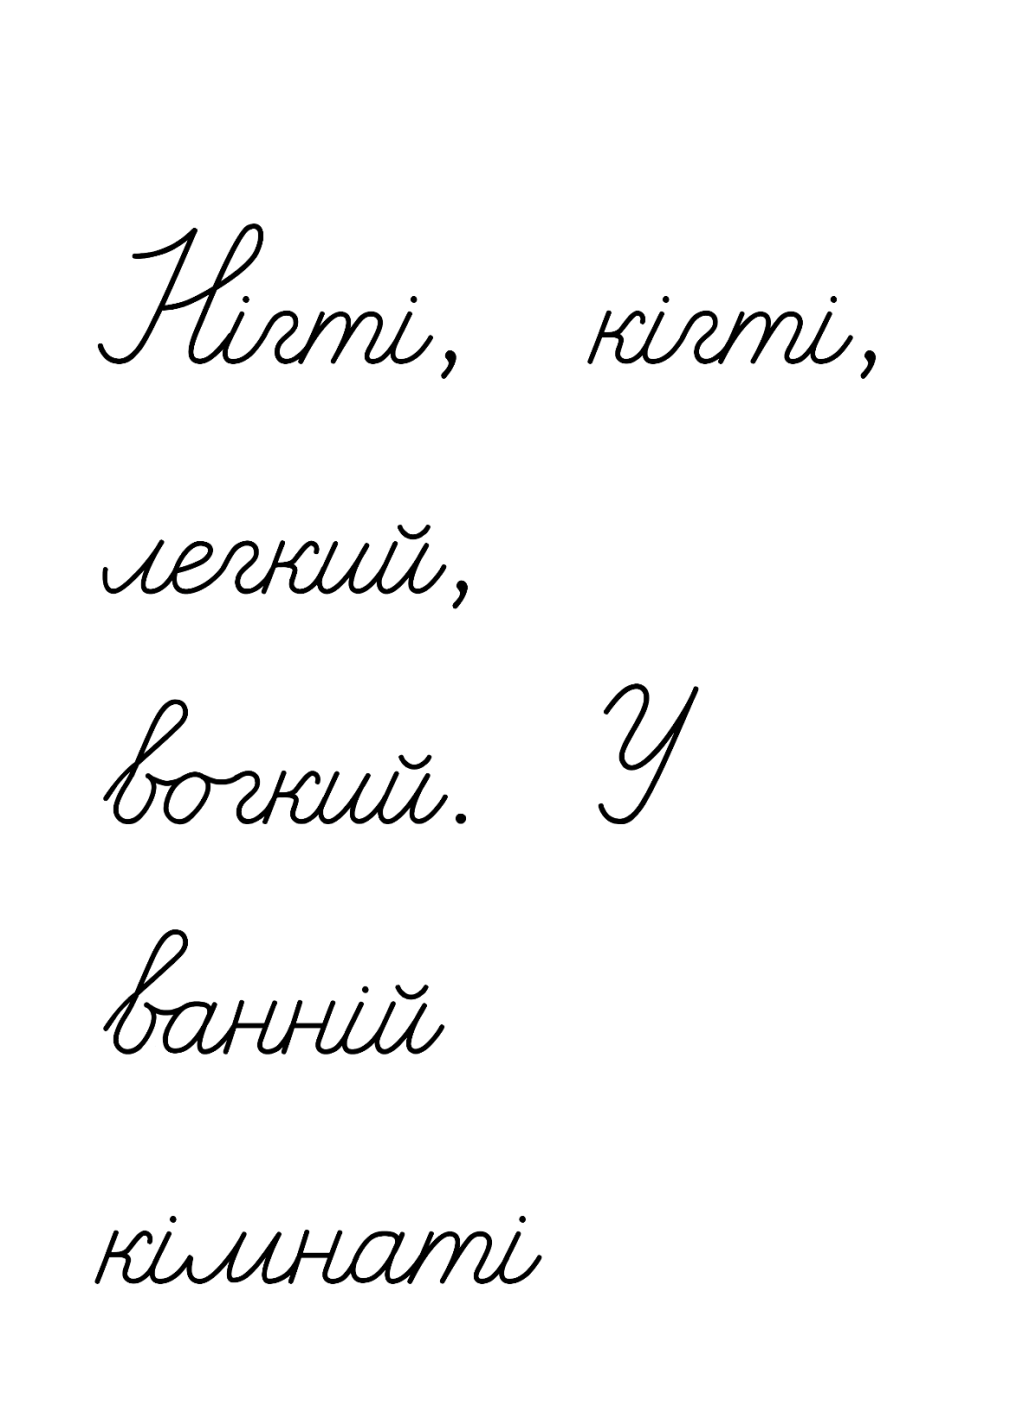 Нігті, кігті,
легкий,
вогкий. У
ванній
кімнаті